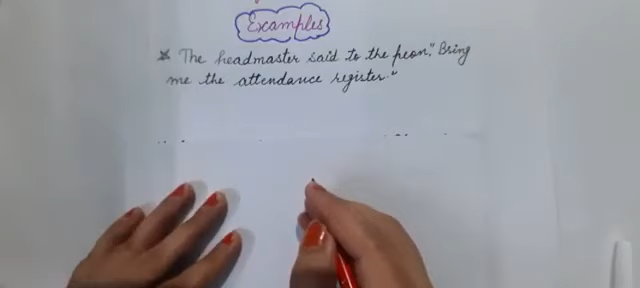 Examples
* The headmaster said to the peon," Bring
me the attendance register."